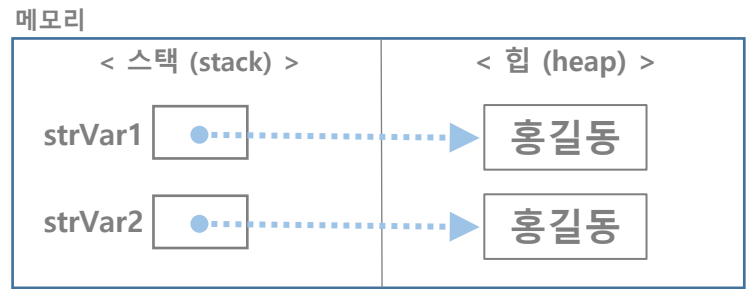 메모리
< 스택 (stack) > < 힙 (heap) >
strVar1 홍길동
strVar2 홍길동